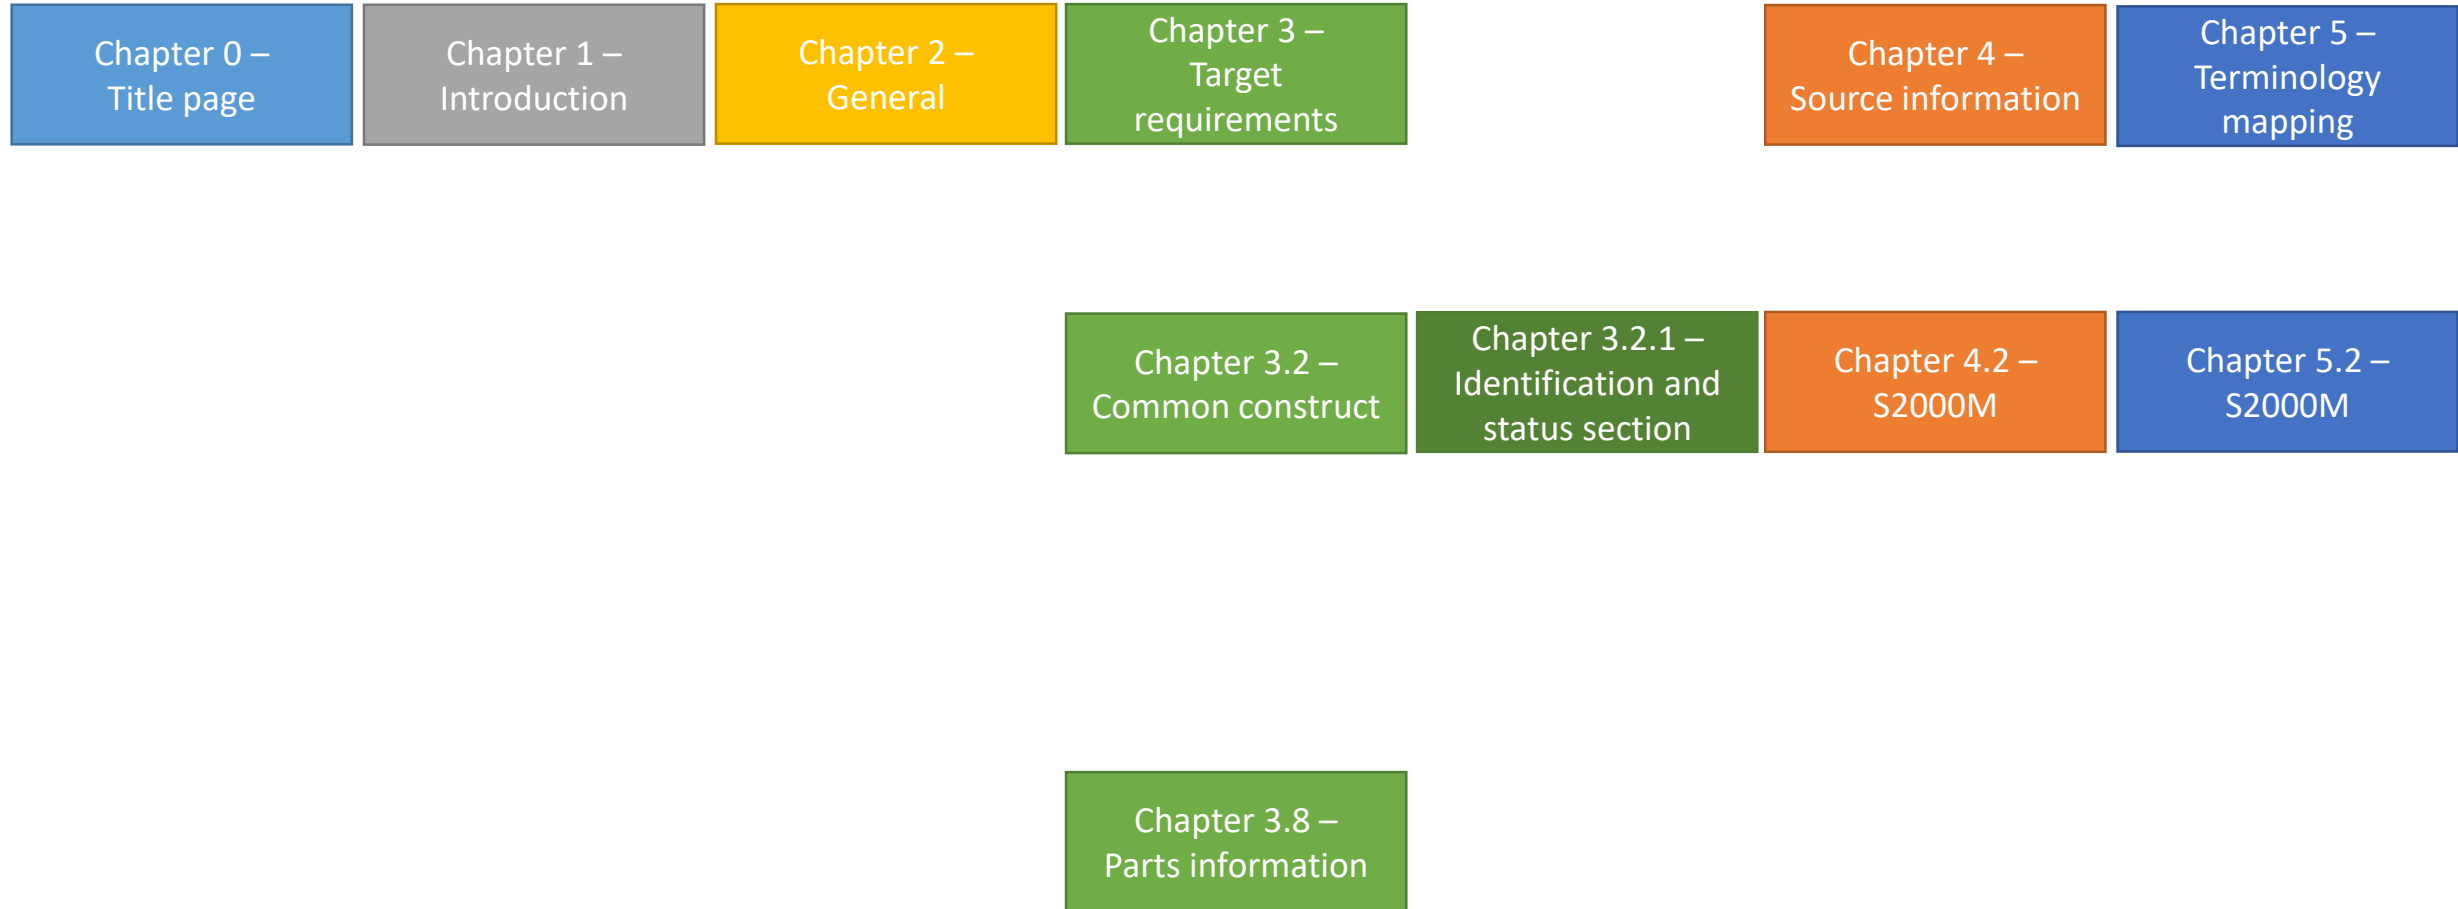 Chapter 0 –
Title page
Chapter 1 –
Introduction
Chapter 2 –
General
Chapter 3 –
Target
requirements
Chapter 4 –
Source information
Chapter 5 –
Terminology
mapping
Chapter 3.2 –
Common construct
Chapter 3.2.1 –
Identification and
status section
Chapter 4.2 –
S2000M
Chapter 5.2 –
S2000M
Chapter 3.8 –
Parts information